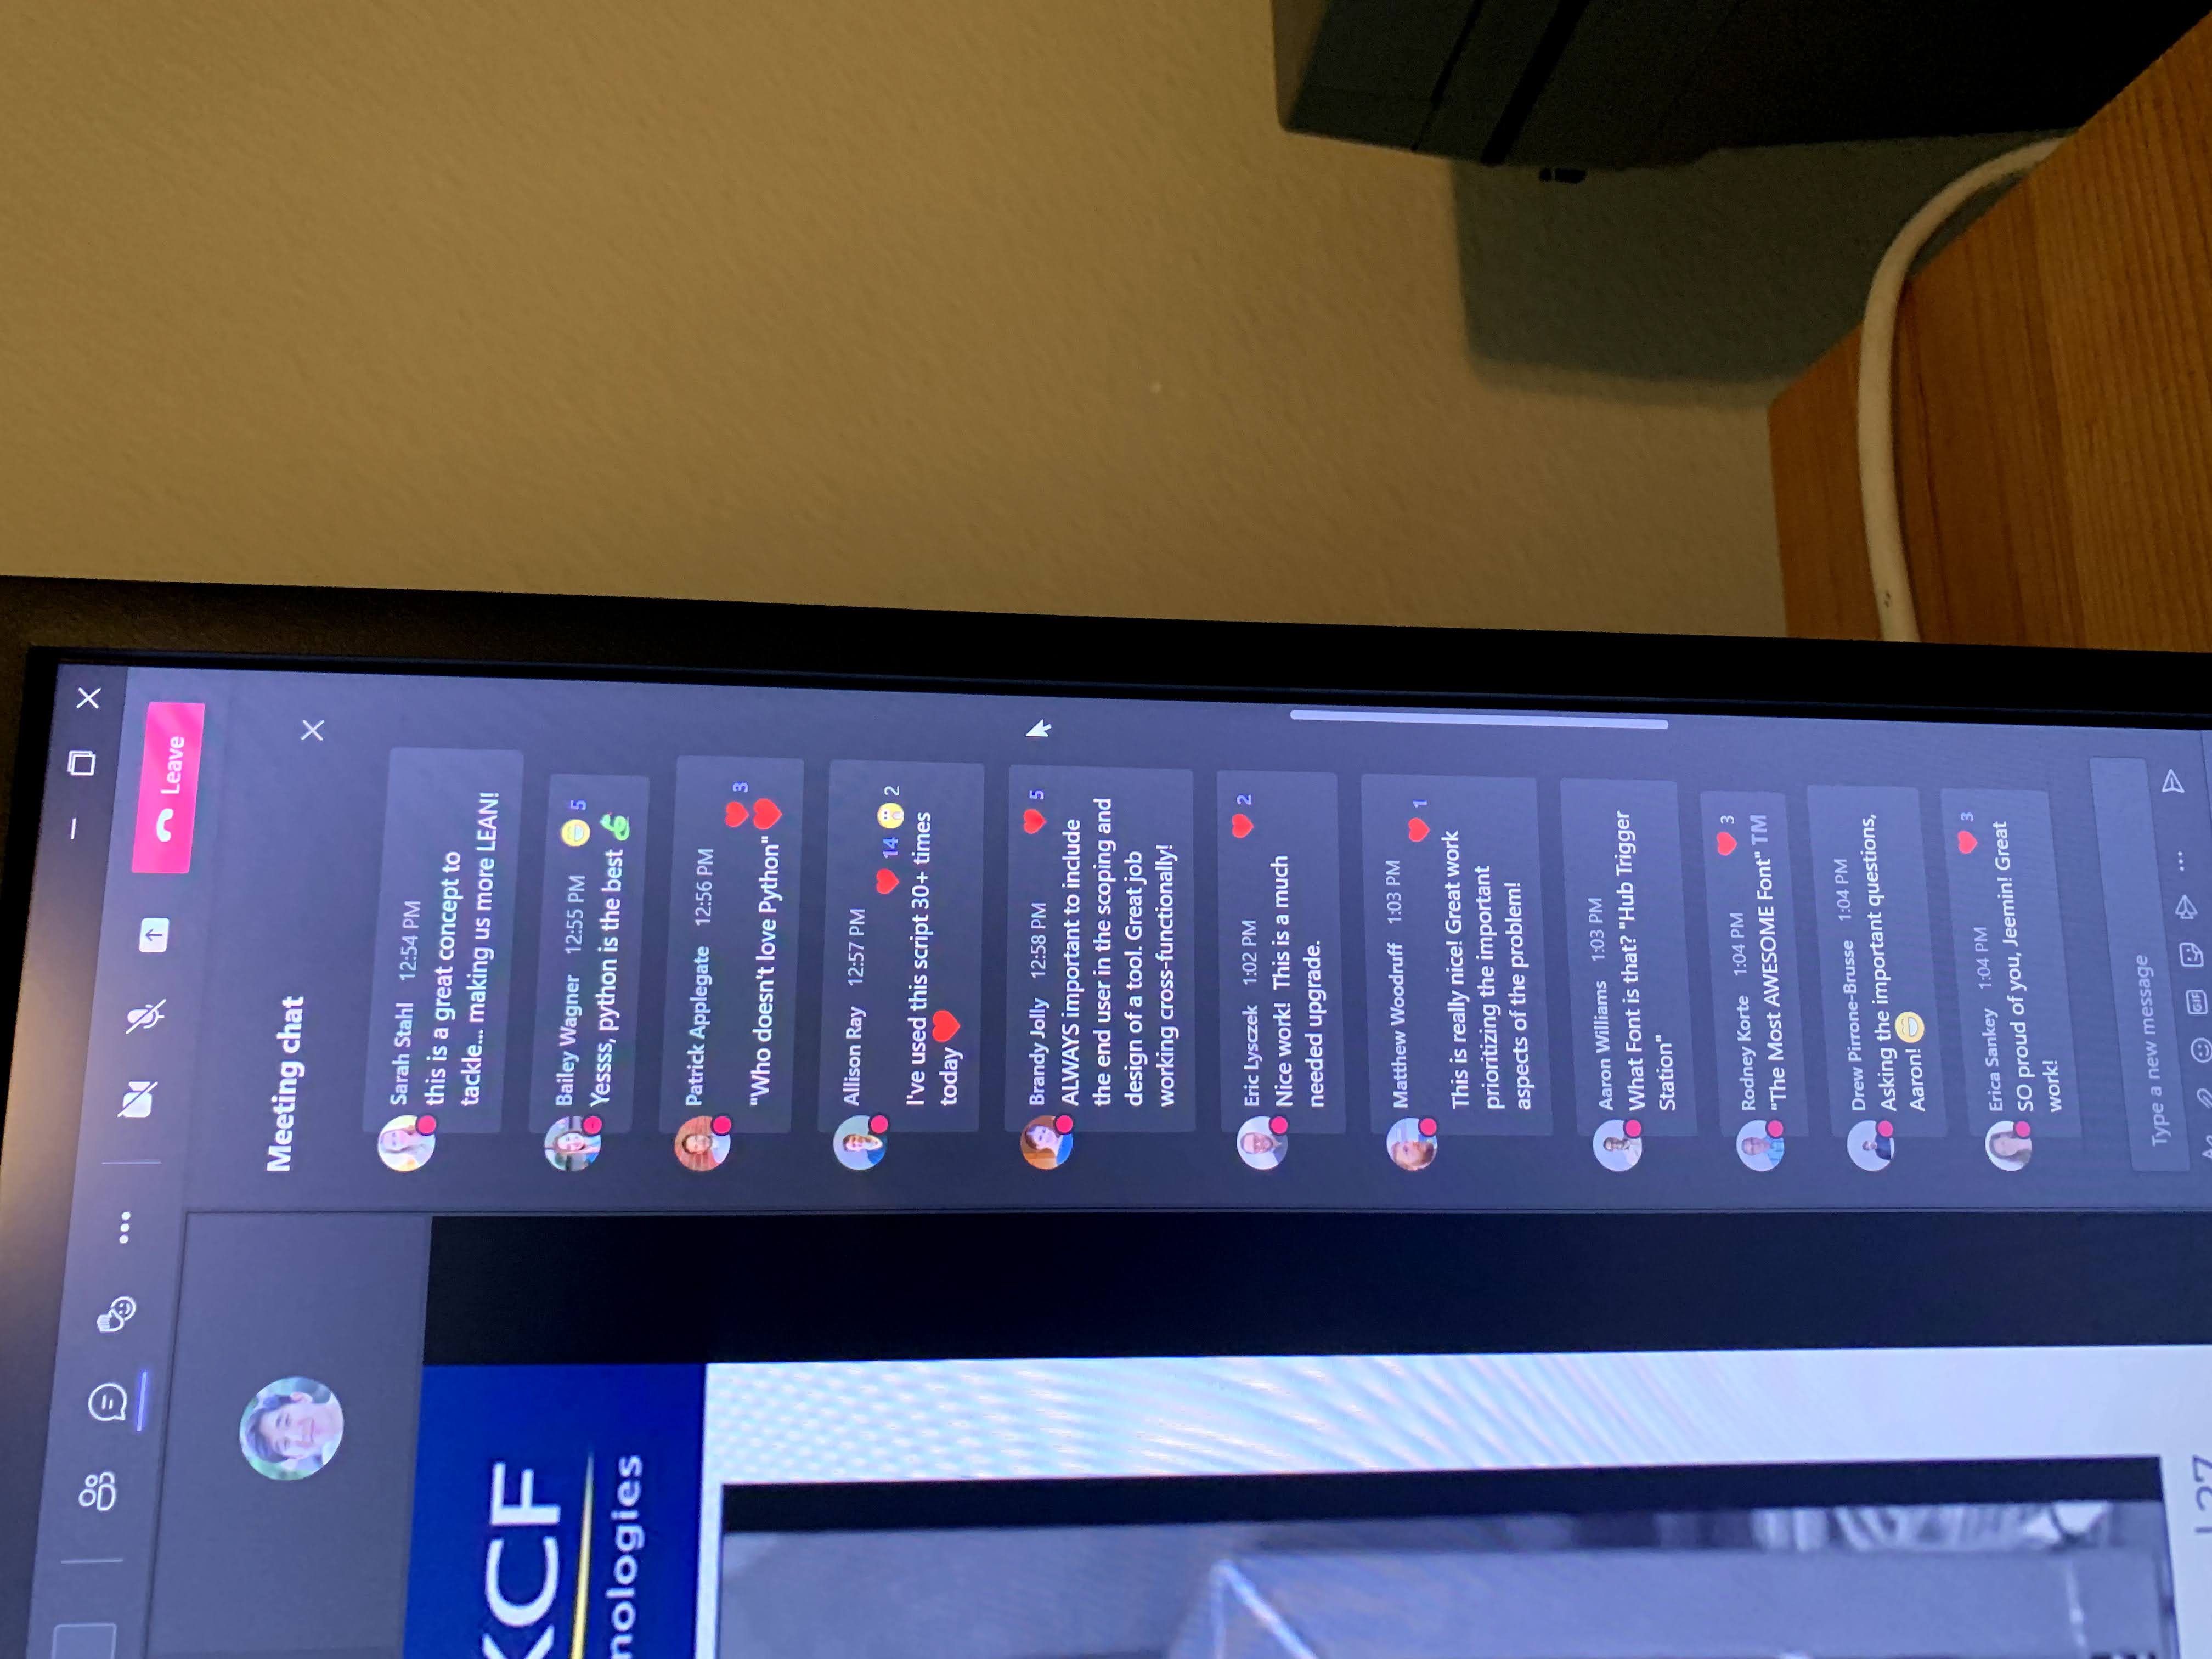 Leave
Meeting chat
KCF
nologies
Sarah Stahl 12:54 PM
this is a great concept to
tackle... making us more LEAN!
Bailey Wagner 12:55 PM 5
Yessss, python is the best
Patrick Applegate 12:56 PM
3
"Who doesn't love Python"
Allison Ray 12:57 PM
14 2
I've used this script 30+ times
today
Brandy Jolly 12:58 PM 5
ALWAYS important to include
the end user in the scoping and
design of a tool. Great job
working cross-functionally!
Eric Lysczek 1:02 PM 2
Nice work!  This is a much
needed upgrade.
Matthew Woodruff 1:03 PM
1
This is really nice! Great work
prioritizing the important
aspects of the problem!
Aaron Williams 1:03 PM
What Font is that? "Hub Trigger
Station"
Rodney Korte 1:04 PM 3
"The Most AWESOME Font" TM
Drew Pirrone-Brusse 1:04 PM
Asking the important questions,
Aaron!
Erica Sankey 1:04 PM 3
SO proud of you, Jeemin! Great
work!
Type a new message
GIF